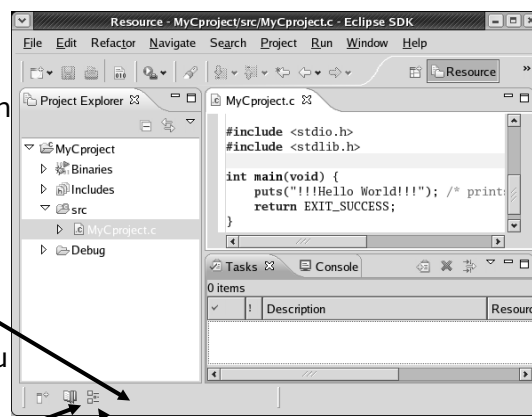 Resource - MyCproject/src/MyCproject.c - Eclipse SDK
File Edit Refactor Navigate Search Project Run Window Help
Resource »
n
Project Explorer
MyCproject
Binaries
Includes
src
MyCproject.c
Debug
MyCproject.c
#include <stdio.h>
#include <stdlib.h>
int main(void) {
puts("!!!Hello World!!!"); /* print
return EXIT_SUCCESS;
}
Tasks Console
0 items
! Description Resourc
u